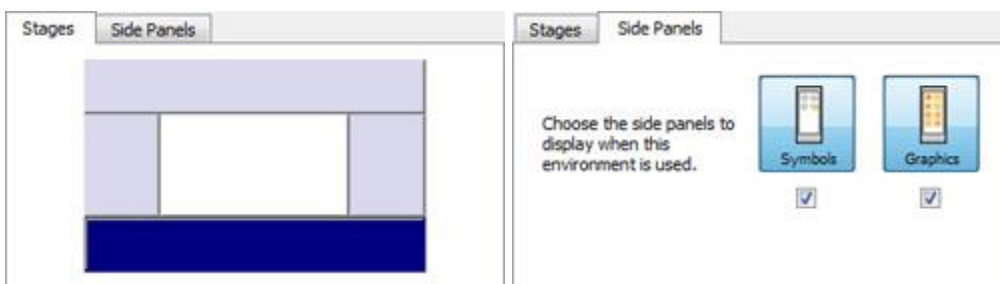 Stages Side Panels
Stages Side Panels
Choose the side panels to
display when this
environment is used.
Symbols
Graphics